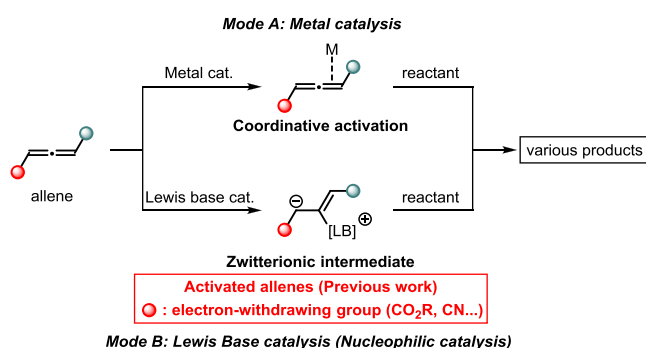 Mode A: Metal catalysis
M
Metal cat.
reactant
Coordinative activation
allene
various products
Lewis base cat.
reactant
⊖
[LB]
⊕
Zwitterionic intermediate
Activated allenes (Previous work)
: electron-withdrawing group (CO₂R, CN...)
Mode B: Lewis Base catalysis (Nucleophilic catalysis)